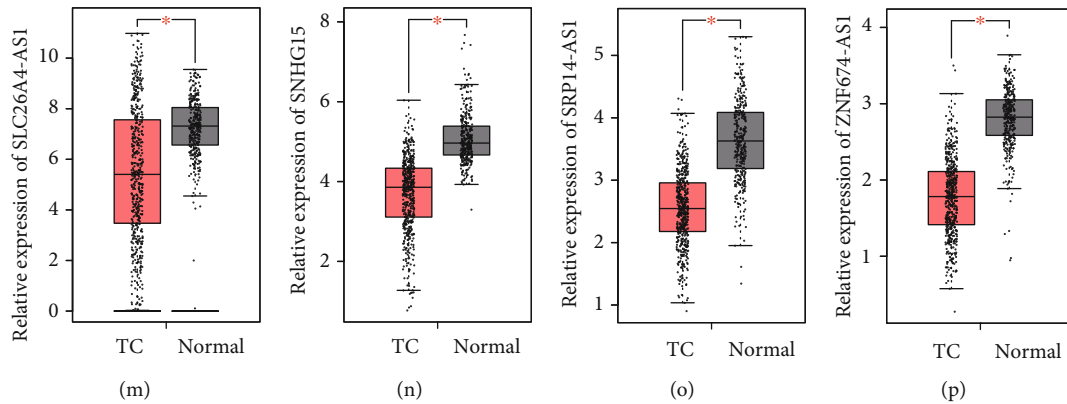 Relative expression of SLC26A4-AS1
10
8
6
4
2
0
*
TC
Normal
(m)
Relative expression of SNHG15
8
6
4
2
*
TC
Normal
(n)
Relative expression of SRP14-AS1
5
4
3
2
1
*
TC
Normal
(o)
Relative expression of ZNF674-AS1
4
3
2
1
*
TC
Normal
(p)